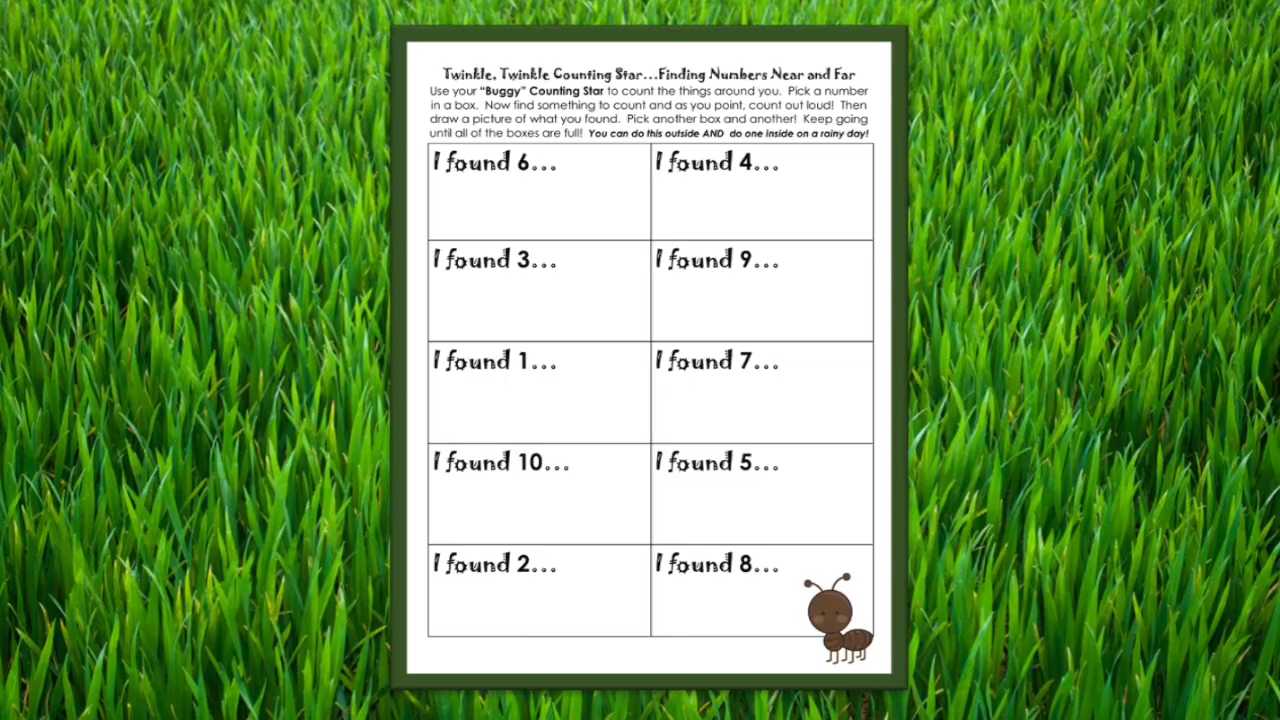 Twinkle, Twinkle Counting Star...Finding Numbers Near and Far
Use your “Buggy” Counting Star to count the things around you. Pick a number
in a box. Now find something to count and as you point, count out loud! Then
draw a picture of what you found. Pick another box and another! Keep going
until all of the boxes are full! You can do this outside AND do one inside on a rainy day!
I found 6...
I found 4...
I found 3...
I found 9...
I found 1...
I found 7...
I found 10...
I found 5...
I found 2...
I found 8...